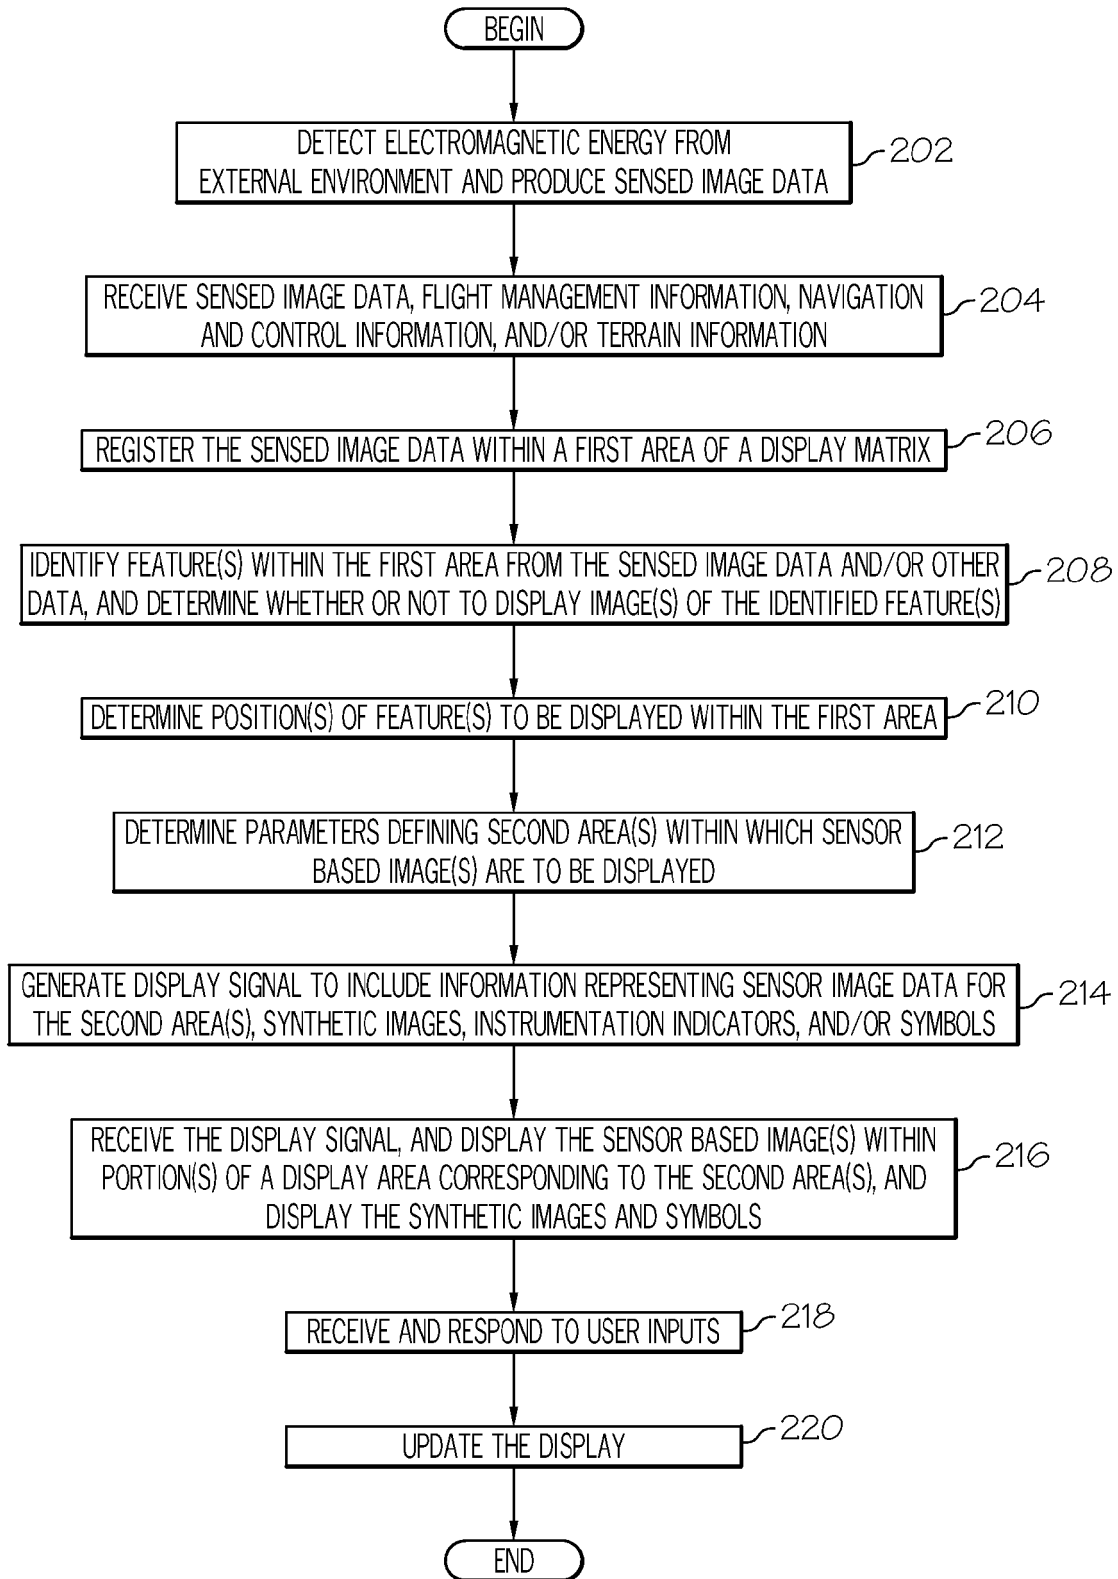 BEGIN
DETECT ELECTROMAGNETIC ENERGY FROM
EXTERNAL ENVIRONMENT AND PRODUCE SENSED IMAGE DATA
202
RECEIVE SENSED IMAGE DATA, FLIGHT MANAGEMENT INFORMATION, NAVIGATION
AND CONTROL INFORMATION, AND/OR TERRAIN INFORMATION
204
REGISTER THE SENSED IMAGE DATA WITHIN A FIRST AREA OF A DISPLAY MATRIX
206
IDENTIFY FEATURE(S) WITHIN THE FIRST AREA FROM THE SENSED IMAGE DATA AND/OR OTHER
DATA, AND DETERMINE WHETHER OR NOT TO DISPLAY IMAGE(S) OF THE IDENTIFIED FEATURE(S)
208
DETERMINE POSITION(S) OF FEATURE(S) TO BE DISPLAYED WITHIN THE FIRST AREA
210
DETERMINE PARAMETERS DEFINING SECOND AREA(S) WITHIN WHICH SENSOR
BASED IMAGE(S) ARE TO BE DISPLAYED
212
GENERATE DISPLAY SIGNAL TO INCLUDE INFORMATION REPRESENTING SENSOR IMAGE DATA FOR
THE SECOND AREA(S), SYNTHETIC IMAGES, INSTRUMENTATION INDICATORS, AND/OR SYMBOLS
214
RECEIVE THE DISPLAY SIGNAL, AND DISPLAY THE SENSOR BASED IMAGE(S) WITHIN
PORTION(S) OF A DISPLAY AREA CORRESPONDING TO THE SECOND AREA(S), AND
DISPLAY THE SYNTHETIC IMAGES AND SYMBOLS
216
RECEIVE AND RESPOND TO USER INPUTS
218
UPDATE THE DISPLAY
220
END